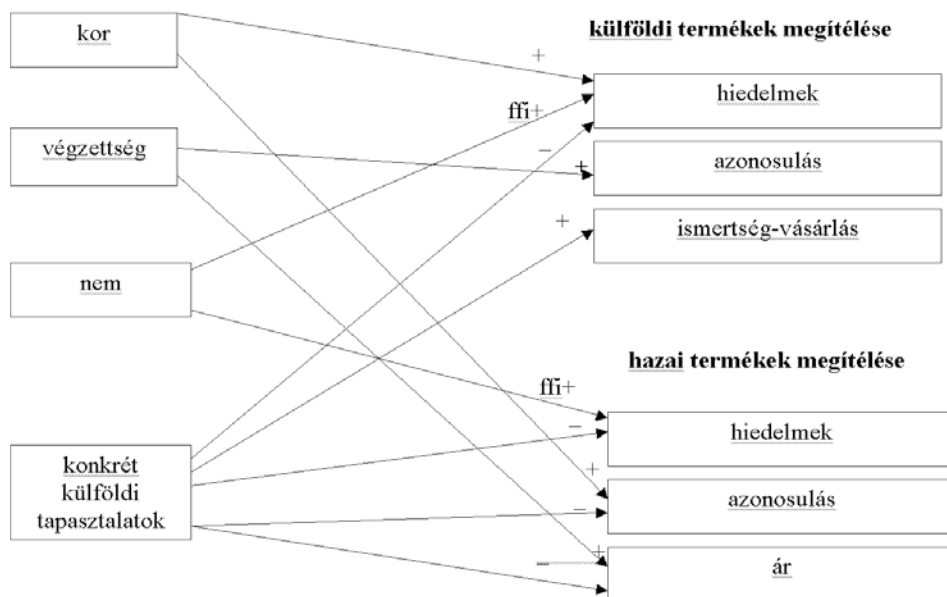 kor
végzettség
nem
konkrét
külföldi
tapasztalatok
külföldi termékek megítélése
+
hiedelmek
ffi+
–
+
azonosulás
+
ismertség-vásárlás
hazai termékek megítélése
ffi+
–
hiedelmek
+
azonosulás
–
+
–
ár